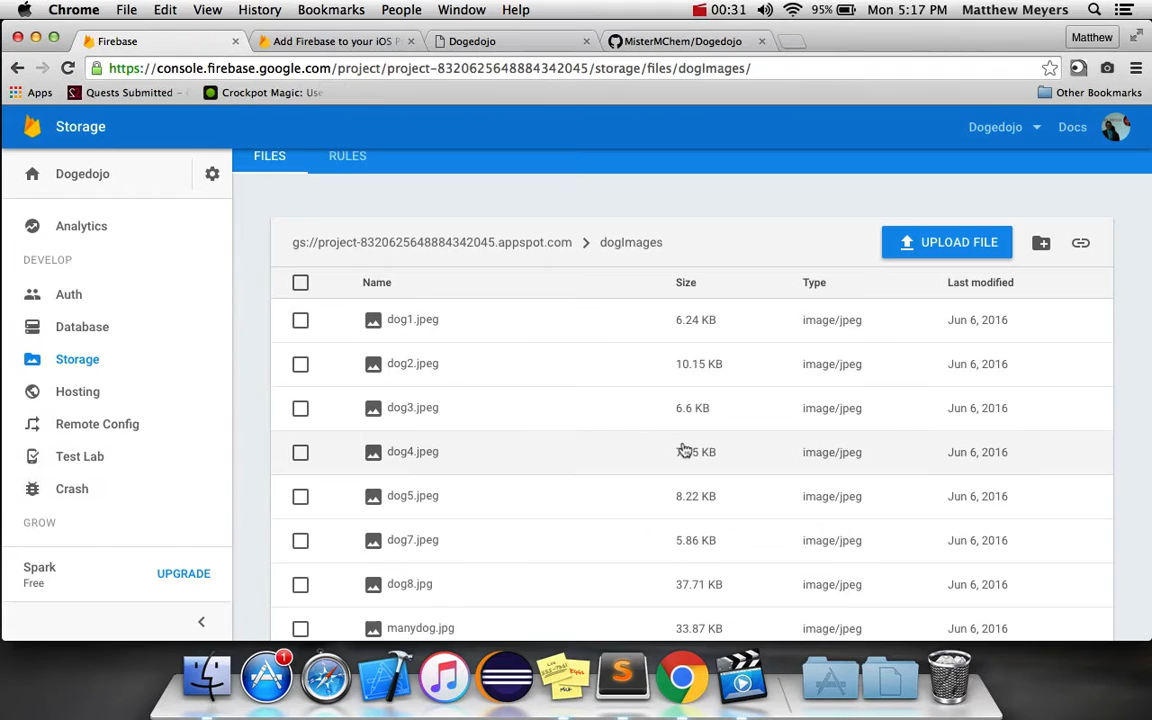 Chrome File Edit View History Bookmarks People Window Help 00:31 95% Mon 5:17 PM Matthew Meyers
Firebase Add Firebase to your iOS P Dogedojo MisterMChem/Dogedojo Matthew
https://console.firebase.google.com/project/project-8320625648884342045/storage/files/dogImages/
Apps Quests Submitted - Crockpot Magic: Use Other Bookmarks
Storage Dogedojo Docs
FILES RULES
Dogedojo
Analytics
DEVELOP
Auth
Database
Storage
Hosting
Remote Config
Test Lab
Crash
GROW
Spark
Free
UPGRADE
gs://project-8320625648884342045.appspot.com dogImages UPLOAD FILE
Name Size Type Last modified
dog1.jpeg 6.24 KB image/jpeg Jun 6, 2016
dog2.jpeg 10.15 KB image/jpeg Jun 6, 2016
dog3.jpeg 6.6 KB image/jpeg Jun 6, 2016
dog4.jpeg KB image/jpeg Jun 6, 2016
dog5.jpeg 8.22 KB image/jpeg Jun 6, 2016
dog7.jpeg 5.86 KB image/jpeg Jun 6, 2016
dog8.jpg 37.71 KB image/jpeg Jun 6, 2016
manydog.jpg 33.87 KB image/jpeg Jun 6, 2016
1